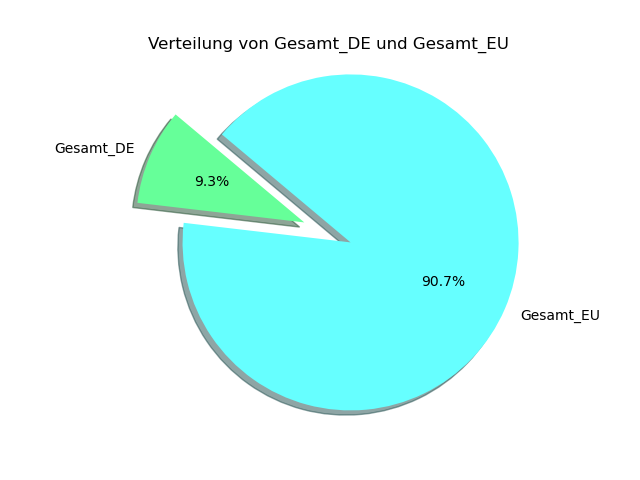 Verteilung von Gesamt_DE und Gesamt_EU
Gesamt_DE
9.3%
90.7%
Gesamt_EU